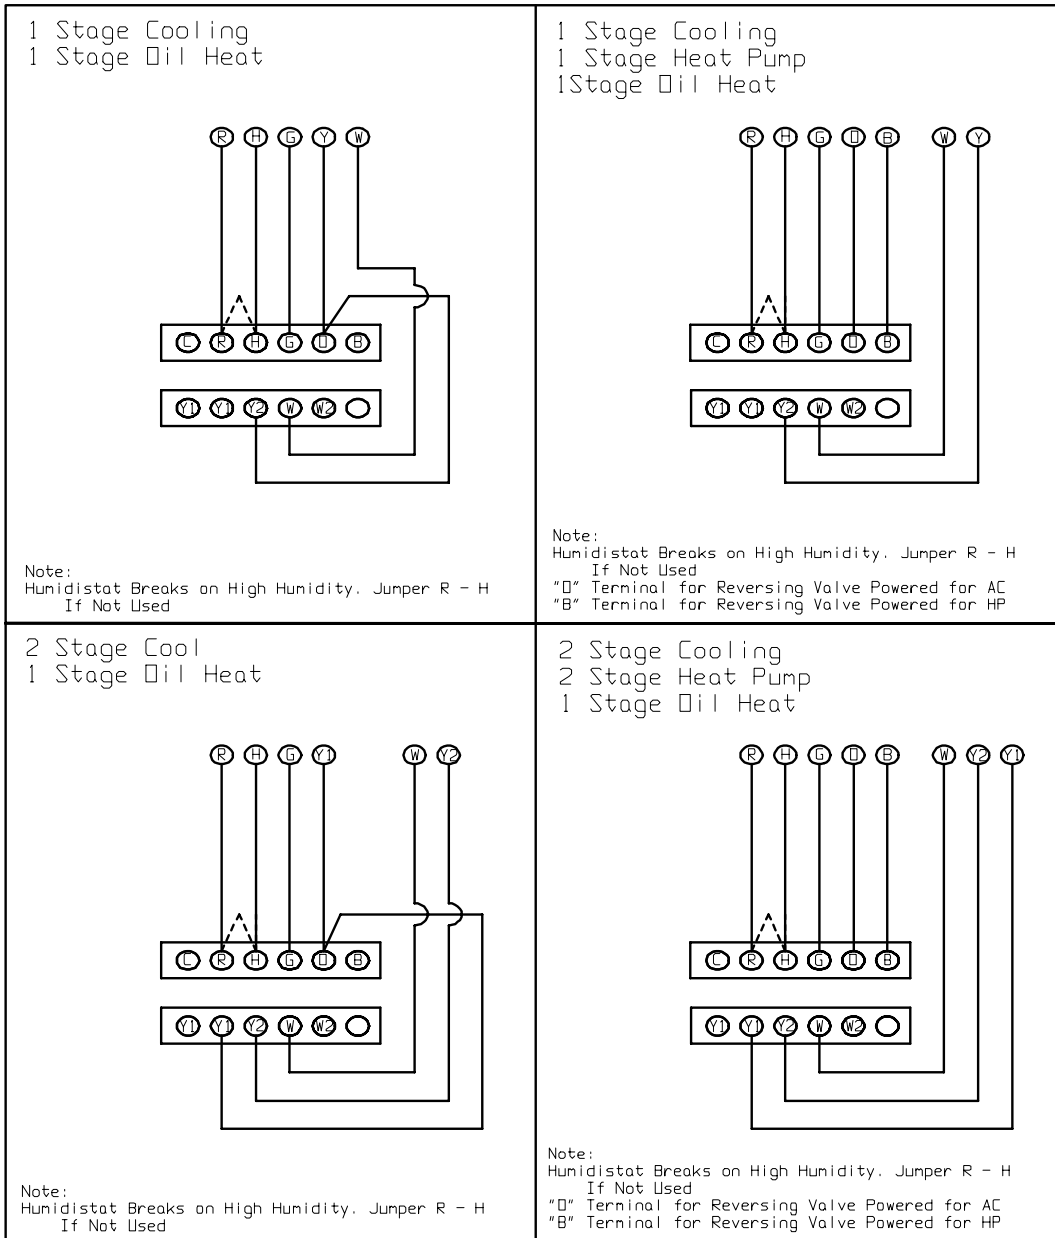 1 Stage Cooling
1 Stage Oil Heat
R H G Y W
C R H G O B
Y1 Y1 Y2 W W2
Note:
Humidistat Breaks on High Humidity. Jumper R - H
If Not Used
1 Stage Cooling
1 Stage Heat Pump
1Stage Oil Heat
R H G O B W Y
C R H G O B
Y1 Y1 Y2 W W2
Note:
Humidistat Breaks on High Humidity. Jumper R - H
If Not Used
"O" Terminal for Reversing Valve Powered for AC
"B" Terminal for Reversing Valve Powered for HP
2 Stage Cool
1 Stage Oil Heat
R H G Y1 W Y2
C R H G O B
Y1 Y1 Y2 W W2
Note:
Humidistat Breaks on High Humidity. Jumper R - H
If Not Used
2 Stage Cooling
2 Stage Heat Pump
1 Stage Oil Heat
R H G O B W Y2 Y1
C R H G O B
Y1 Y1 Y2 W W2
Note:
Humidistat Breaks on High Humidity. Jumper R - H
If Not Used
"O" Terminal for Reversing Valve Powered for AC
"B" Terminal for Reversing Valve Powered for HP